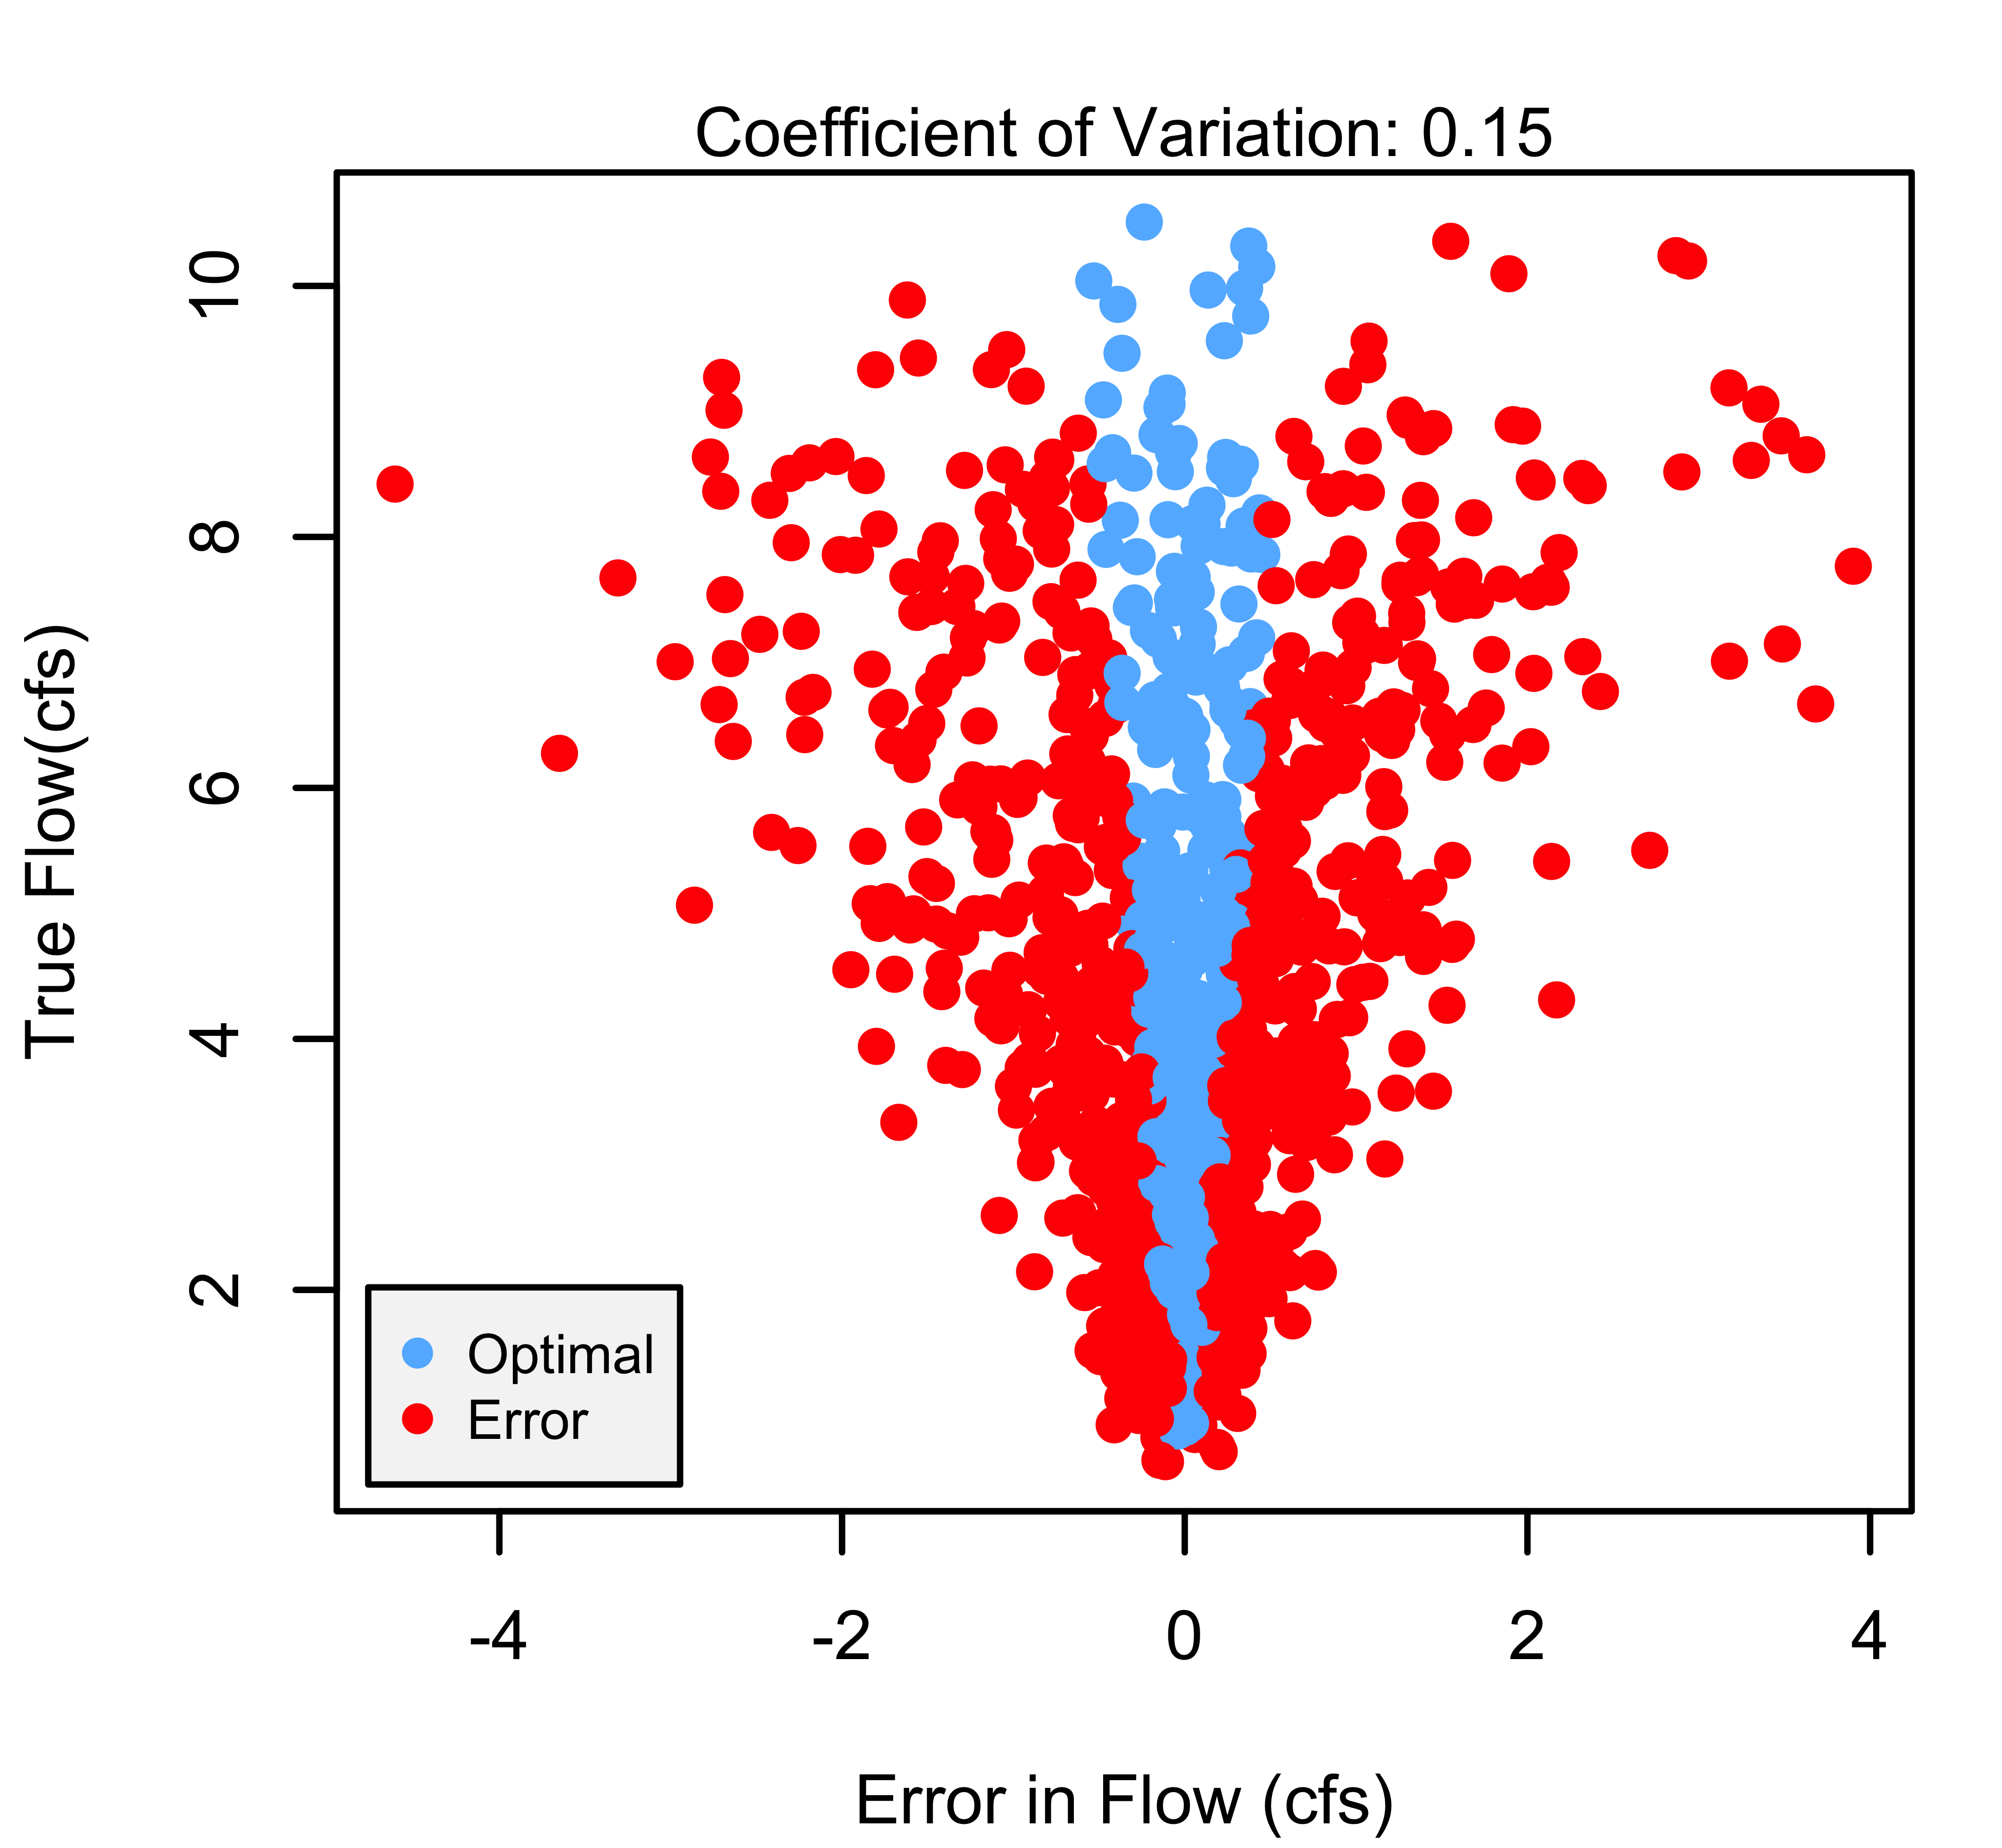 Coefficient of Variation: 0.15
True Flow(cfs)
10
8
6
4
2
Optimal
Error
-4 -2 0 2 4
Error in Flow (cfs)